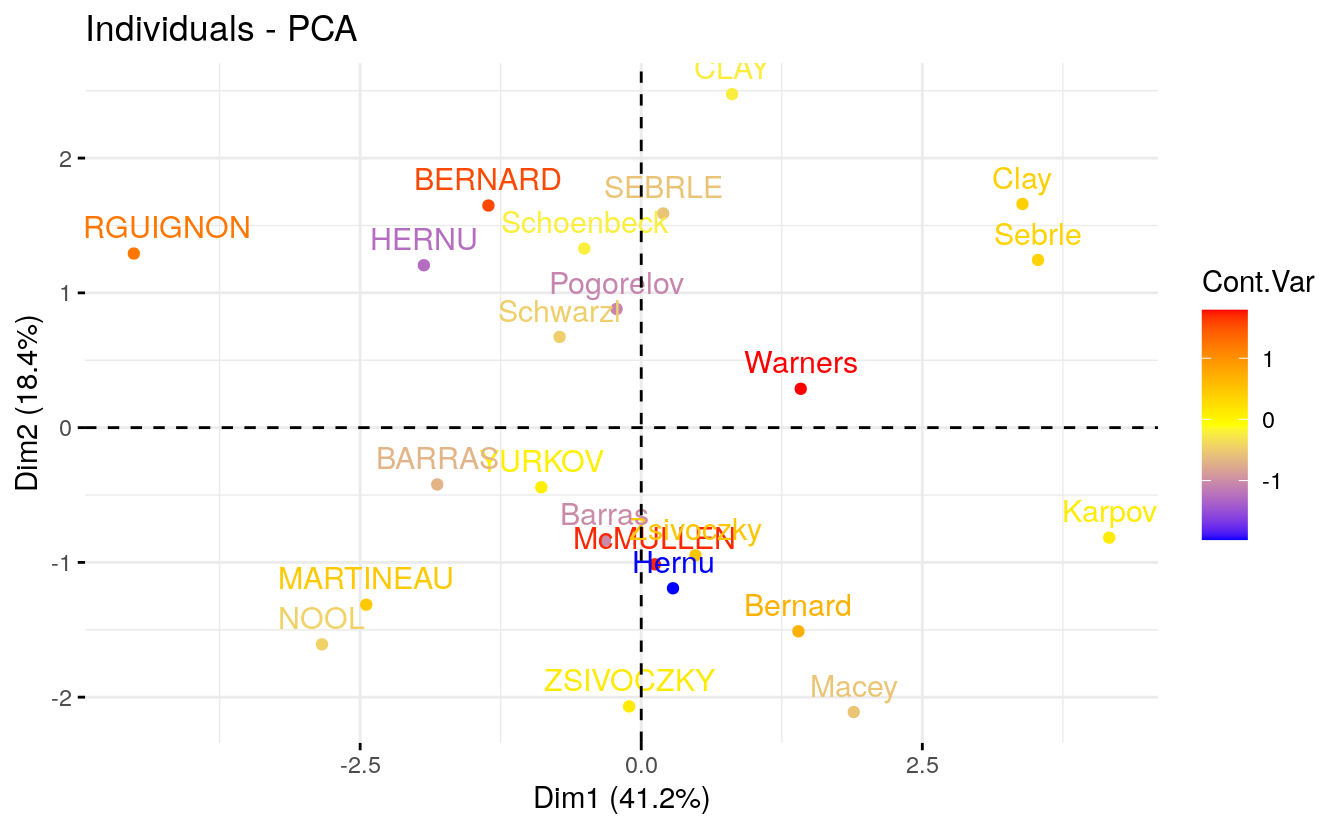 Individuals - PCA
CLAY
BERNARD
SEBRLE
Clay
RGUIGNON
Schoenbeck
HERNU
Sebrle
Pogorelov
Schwarzl
Warners
BARRAS
YURKOV
Barras
Zsivoczky
McMULLEN
Karpov
Hernu
MARTINEAU
NOOL
Bernard
ZSIVOCZKY
Macey
2
1
0
-1
-2
-2.5
0.0
2.5
Dim1 (41.2%)
Dim2 (18.4%)
Cont.Var
1
0
-1